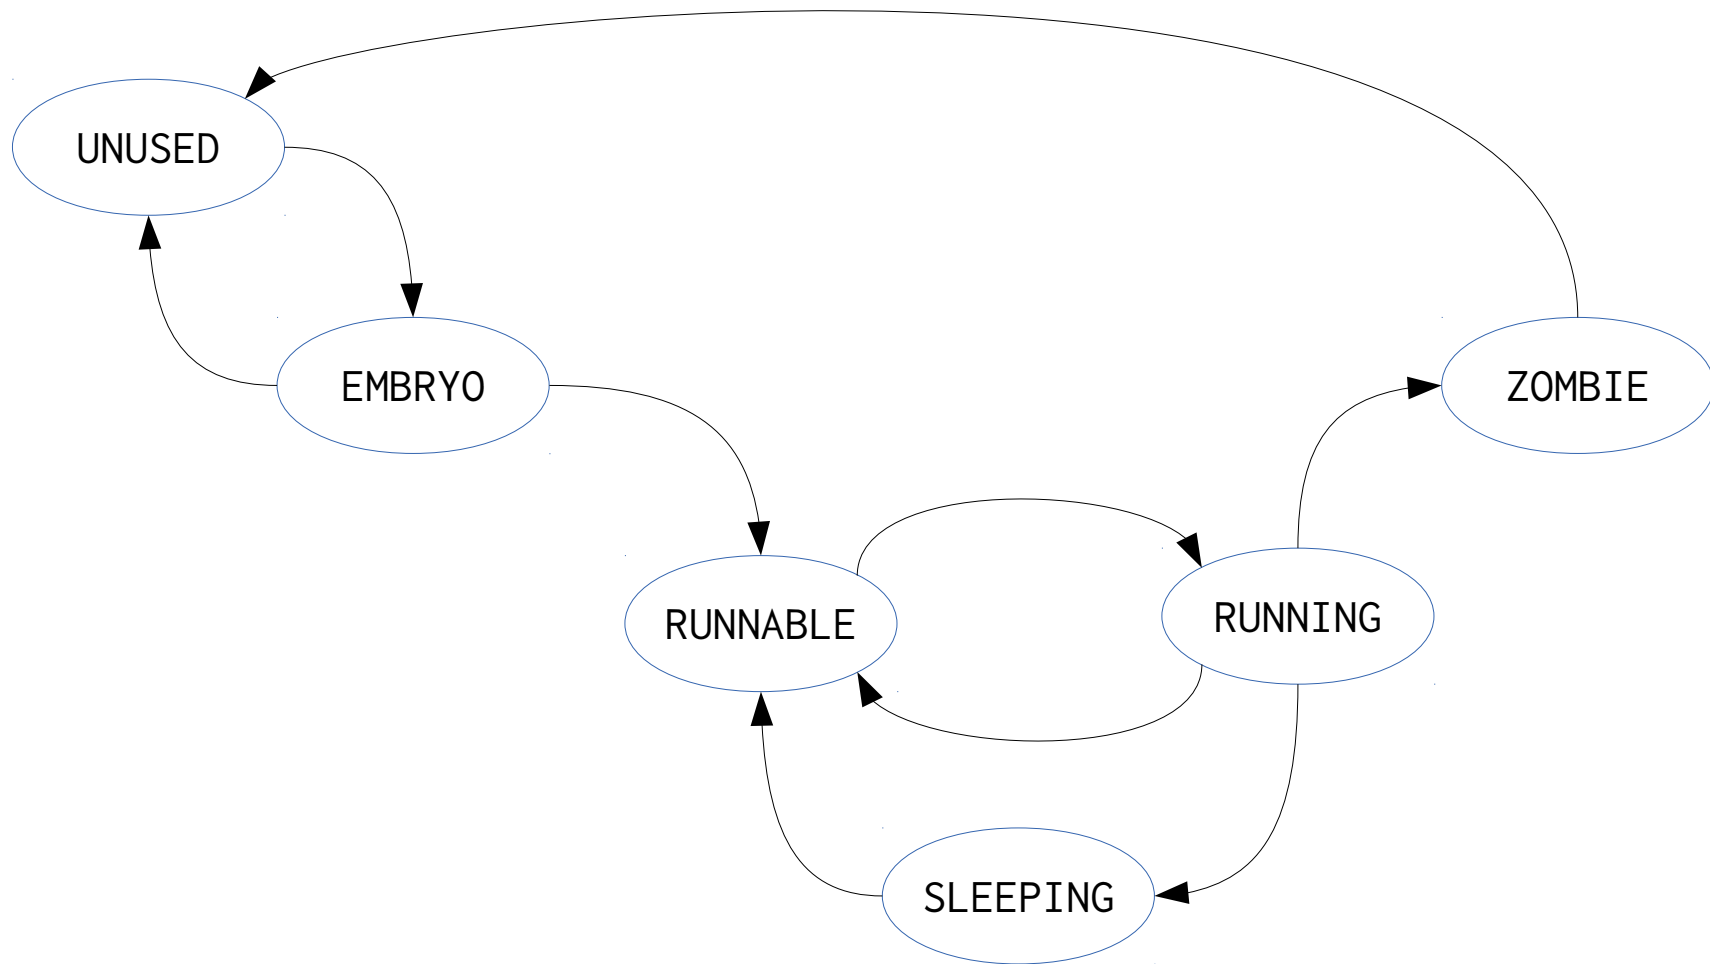 UNUSED
EMBRYO
ZOMBIE
RUNNABLE
RUNNING
SLEEPING